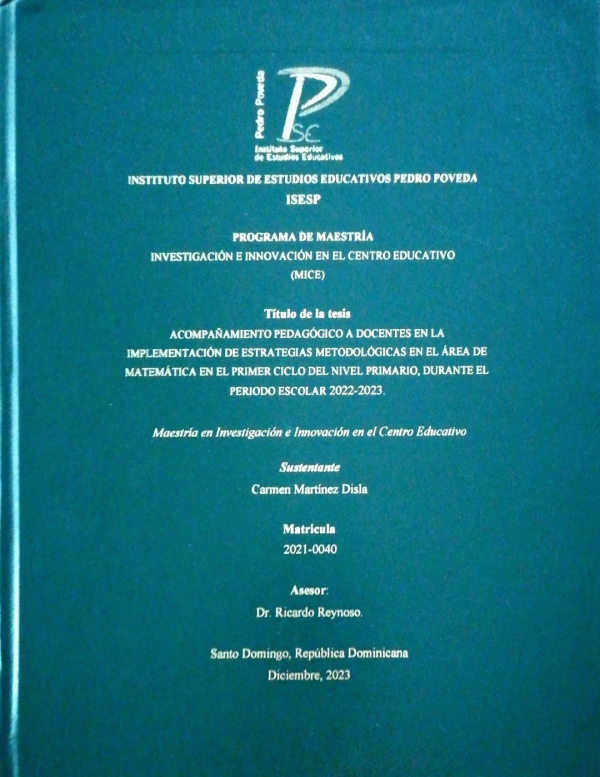 Pedro Poveda
P
ISE
Instituto Superior
de Estudios Educativos
INSTITUTO SUPERIOR DE ESTUDIOS EDUCATIVOS PEDRO POVEDA
ISESP
PROGRAMA DE MAESTRÍA
INVESTIGACIÓN E INNOVACIÓN EN EL CENTRO EDUCATIVO
(MICE)
Título de la tesis
ACOMPAÑAMIENTO PEDAGÓGICO A DOCENTES EN LA
IMPLEMENTACIÓN DE ESTRATEGIAS METODOLÓGICAS EN EL ÁREA DE
MATEMÁTICA EN EL PRIMER CICLO DEL NIVEL PRIMARIO, DURANTE EL
PERIODO ESCOLAR 2022-2023.
Maestría en Investigación e Innovación en el Centro Educativo
Sustentante
Carmen Martínez Disla
Matricula
2021-0040
Asesor:
Dr. Ricardo Reynoso.
Santo Domingo, República Dominicana
Diciembre, 2023